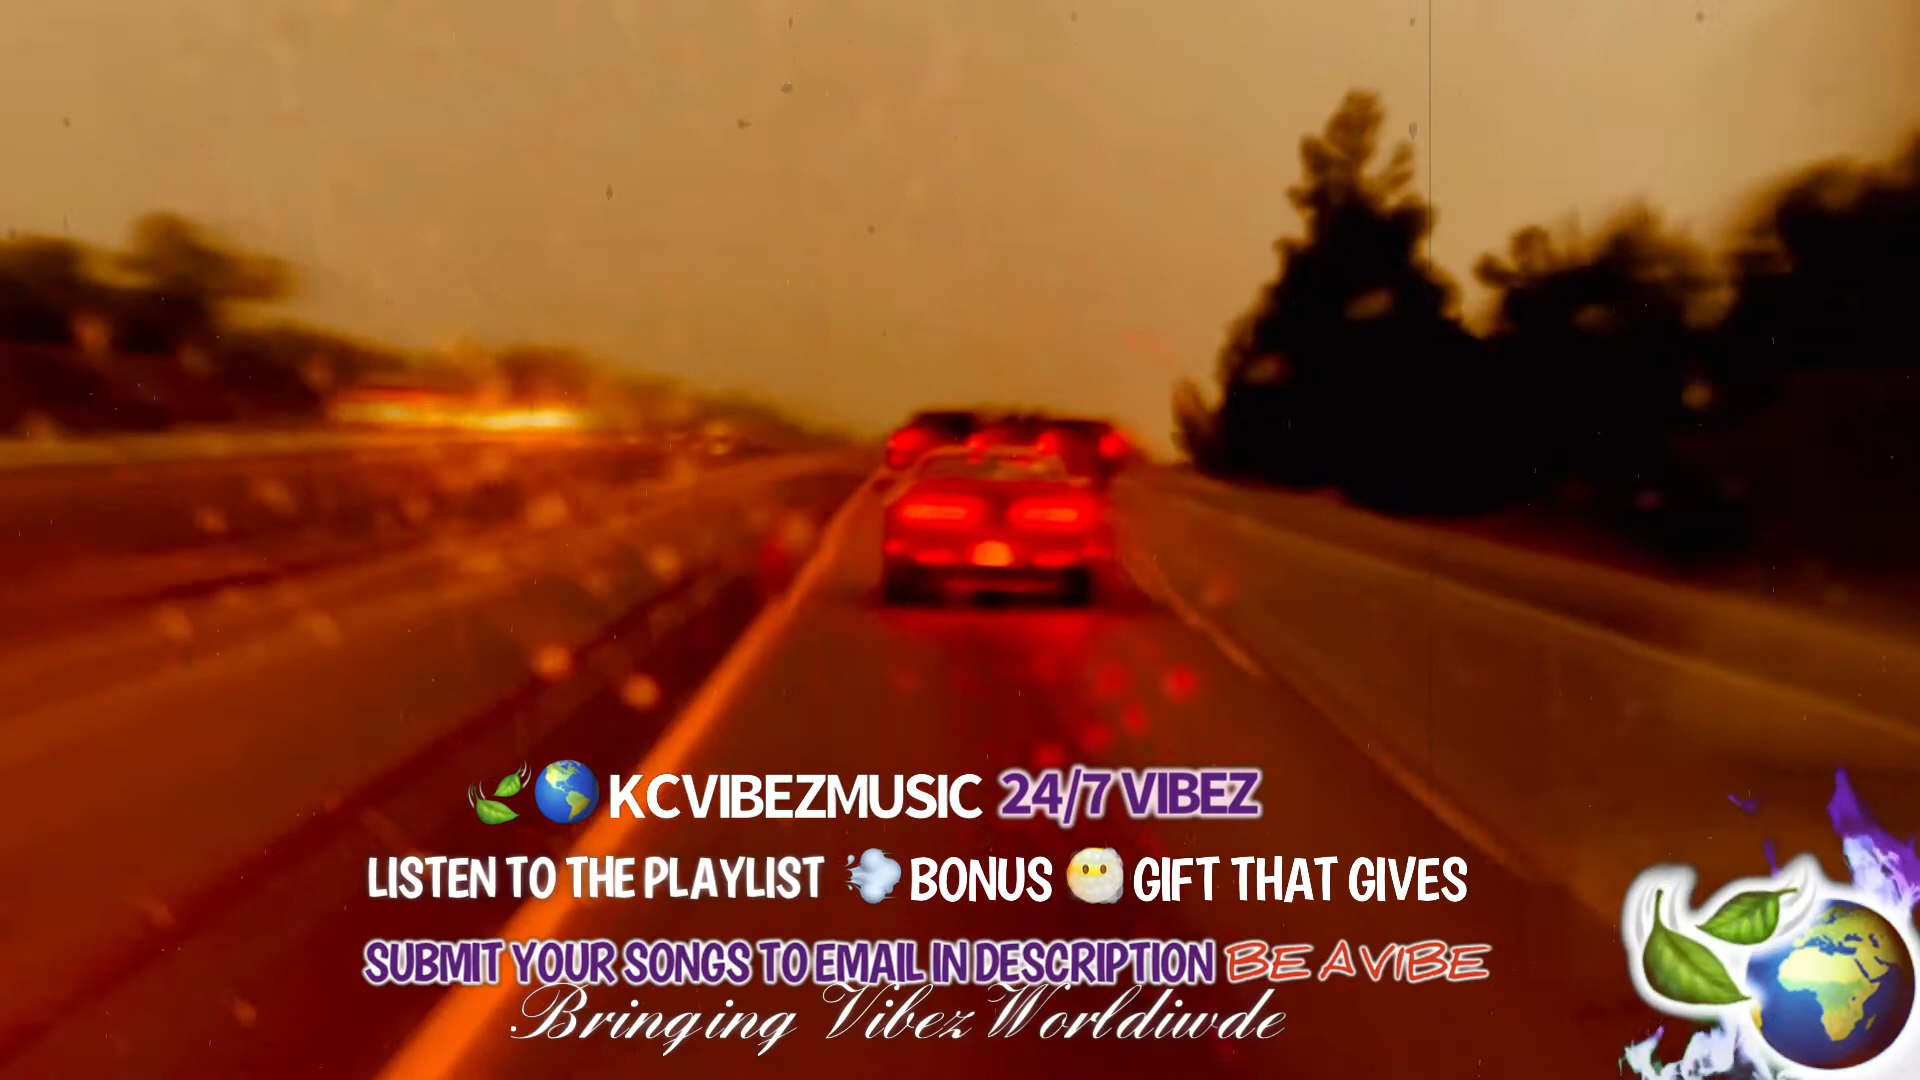 KCVIBEZMUSIC 24/7 VIBEZ
LISTEN TO THE PLAYLIST BONUS GIFT THAT GIVES
SUBMIT YOUR SONGS TO EMAIL IN DESCRIPTION BE A VIBE
Bringing Vibez Worldiwde